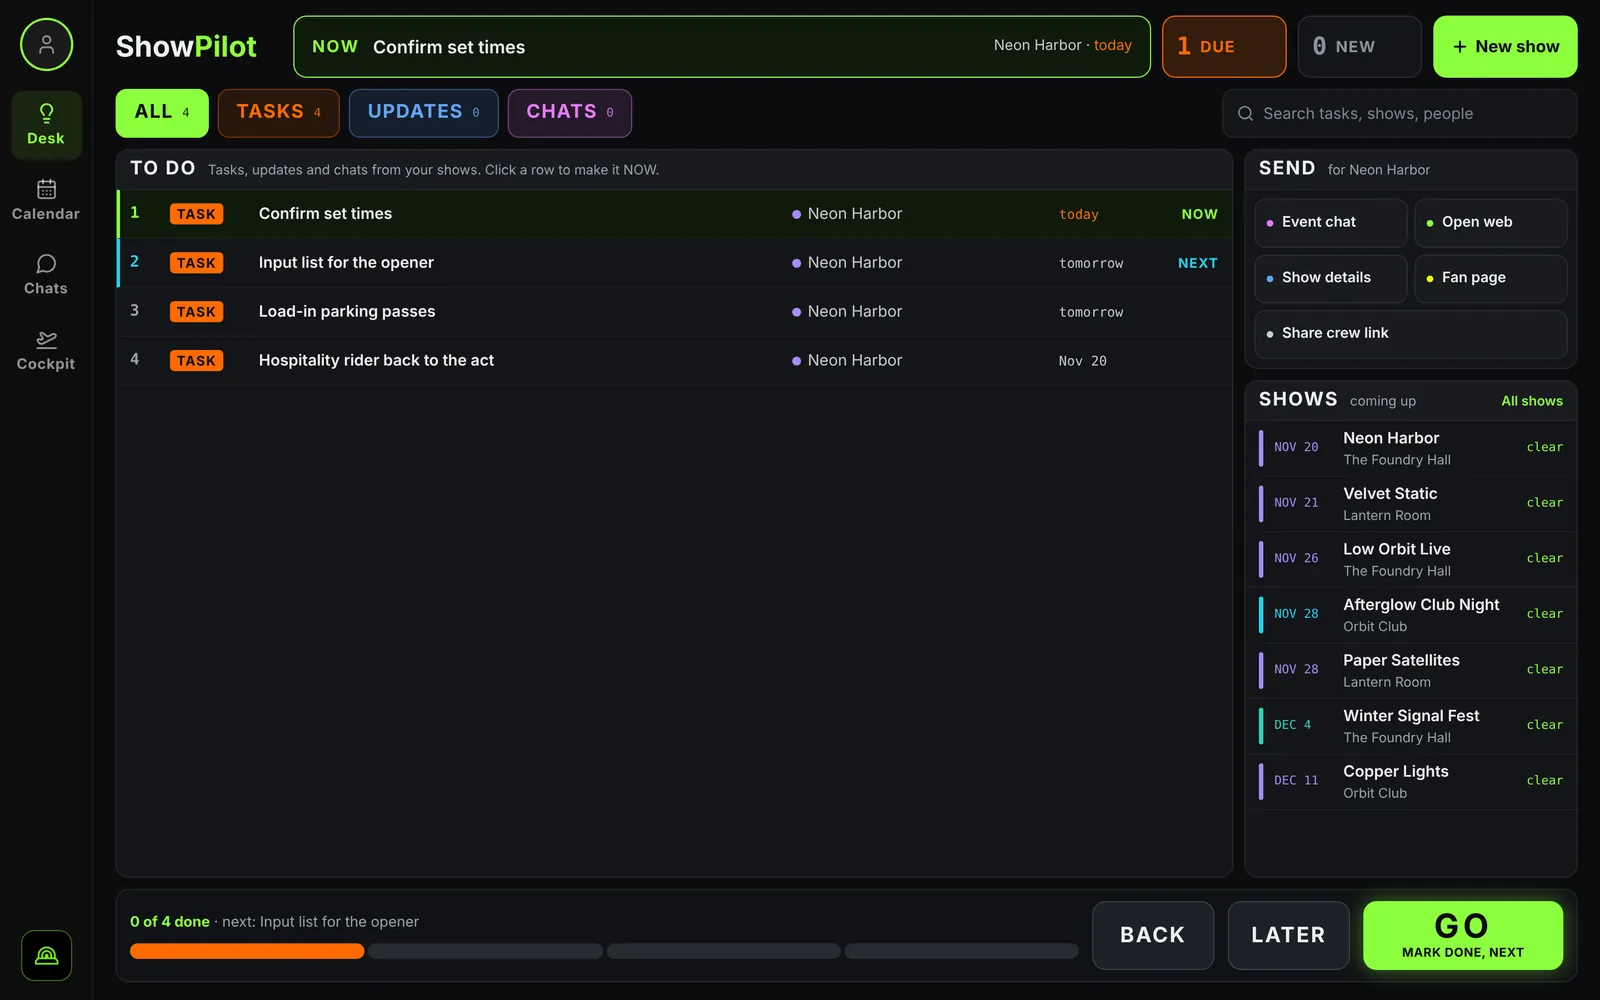 ShowPilot
NOW Confirm set times Neon Harbor · today
1 DUE
0 NEW
+ New show
Desk
Calendar
Chats
Cockpit
ALL 4
TASKS 4
UPDATES 0
CHATS 0
Search tasks, shows, people
TO DO Tasks, updates and chats from your shows. Click a row to make it NOW.
1 TASK Confirm set times Neon Harbor today NOW
2 TASK Input list for the opener Neon Harbor tomorrow NEXT
3 TASK Load-in parking passes Neon Harbor tomorrow
4 TASK Hospitality rider back to the act Neon Harbor Nov 20
SEND for Neon Harbor
Event chat
Open web
Show details
Fan page
Share crew link
SHOWS coming up All shows
NOV 20 Neon Harbor clear
The Foundry Hall
NOV 21 Velvet Static clear
Lantern Room
NOV 26 Low Orbit Live clear
The Foundry Hall
NOV 28 Afterglow Club Night clear
Orbit Club
NOV 28 Paper Satellites clear
Lantern Room
DEC 4 Winter Signal Fest clear
The Foundry Hall
DEC 11 Copper Lights clear
Orbit Club
0 of 4 done · next: Input list for the opener
BACK
LATER
GO
MARK DONE, NEXT